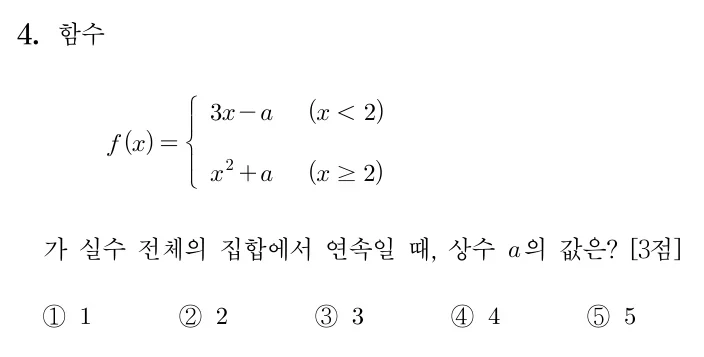 4. 함수
3x-a (x < 2)
f(x)=
x²+a (x ≥ 2)
가 실수 전체의 집합에서 연속일 때, 상수 a의 값은? [3점]
① 1 ② 2 ③ 3 ④ 4 ⑤ 5